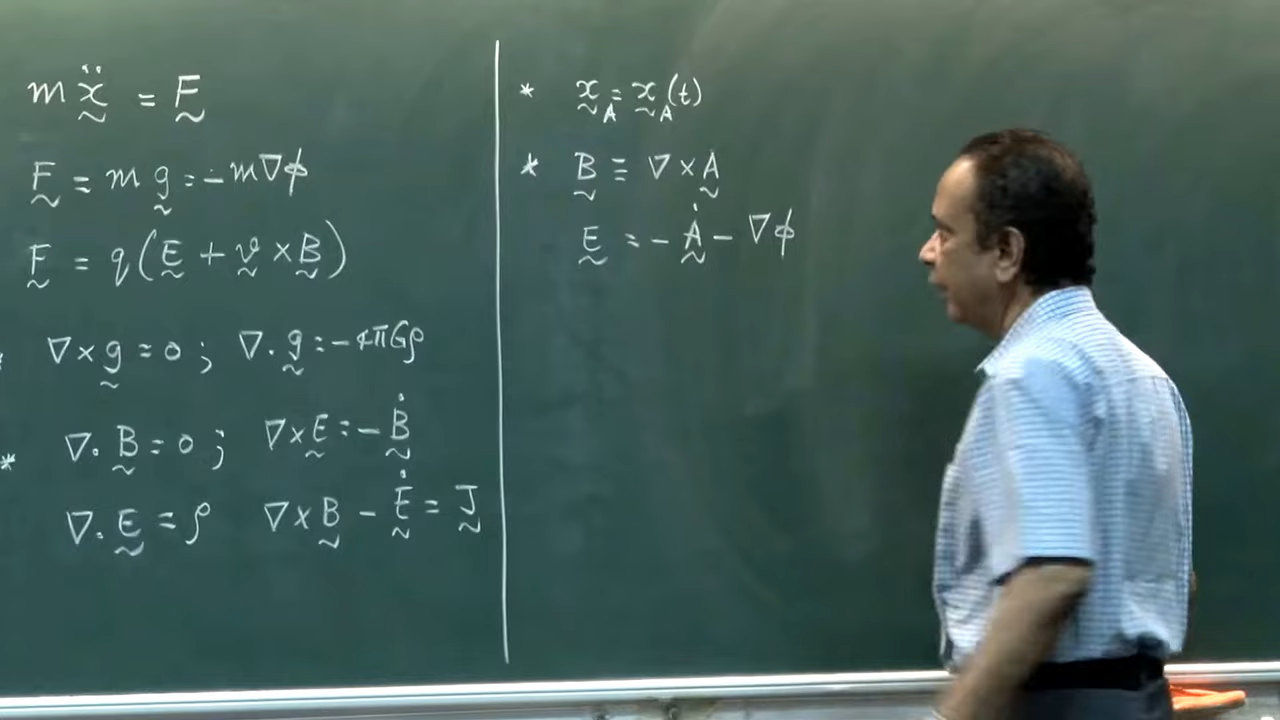 m ẍ = F
F = m g = -m∇φ
F = q(E + v × B)
∇ × g = 0 ; ∇. g = -4πGρ
* ∇. B = 0 ; ∇×E = -Ḃ
∇. E = ρ ∇×B - Ė = J
* x_A = x_A(t)
* B ≡ ∇ × A
E = - Ȧ - ∇φ